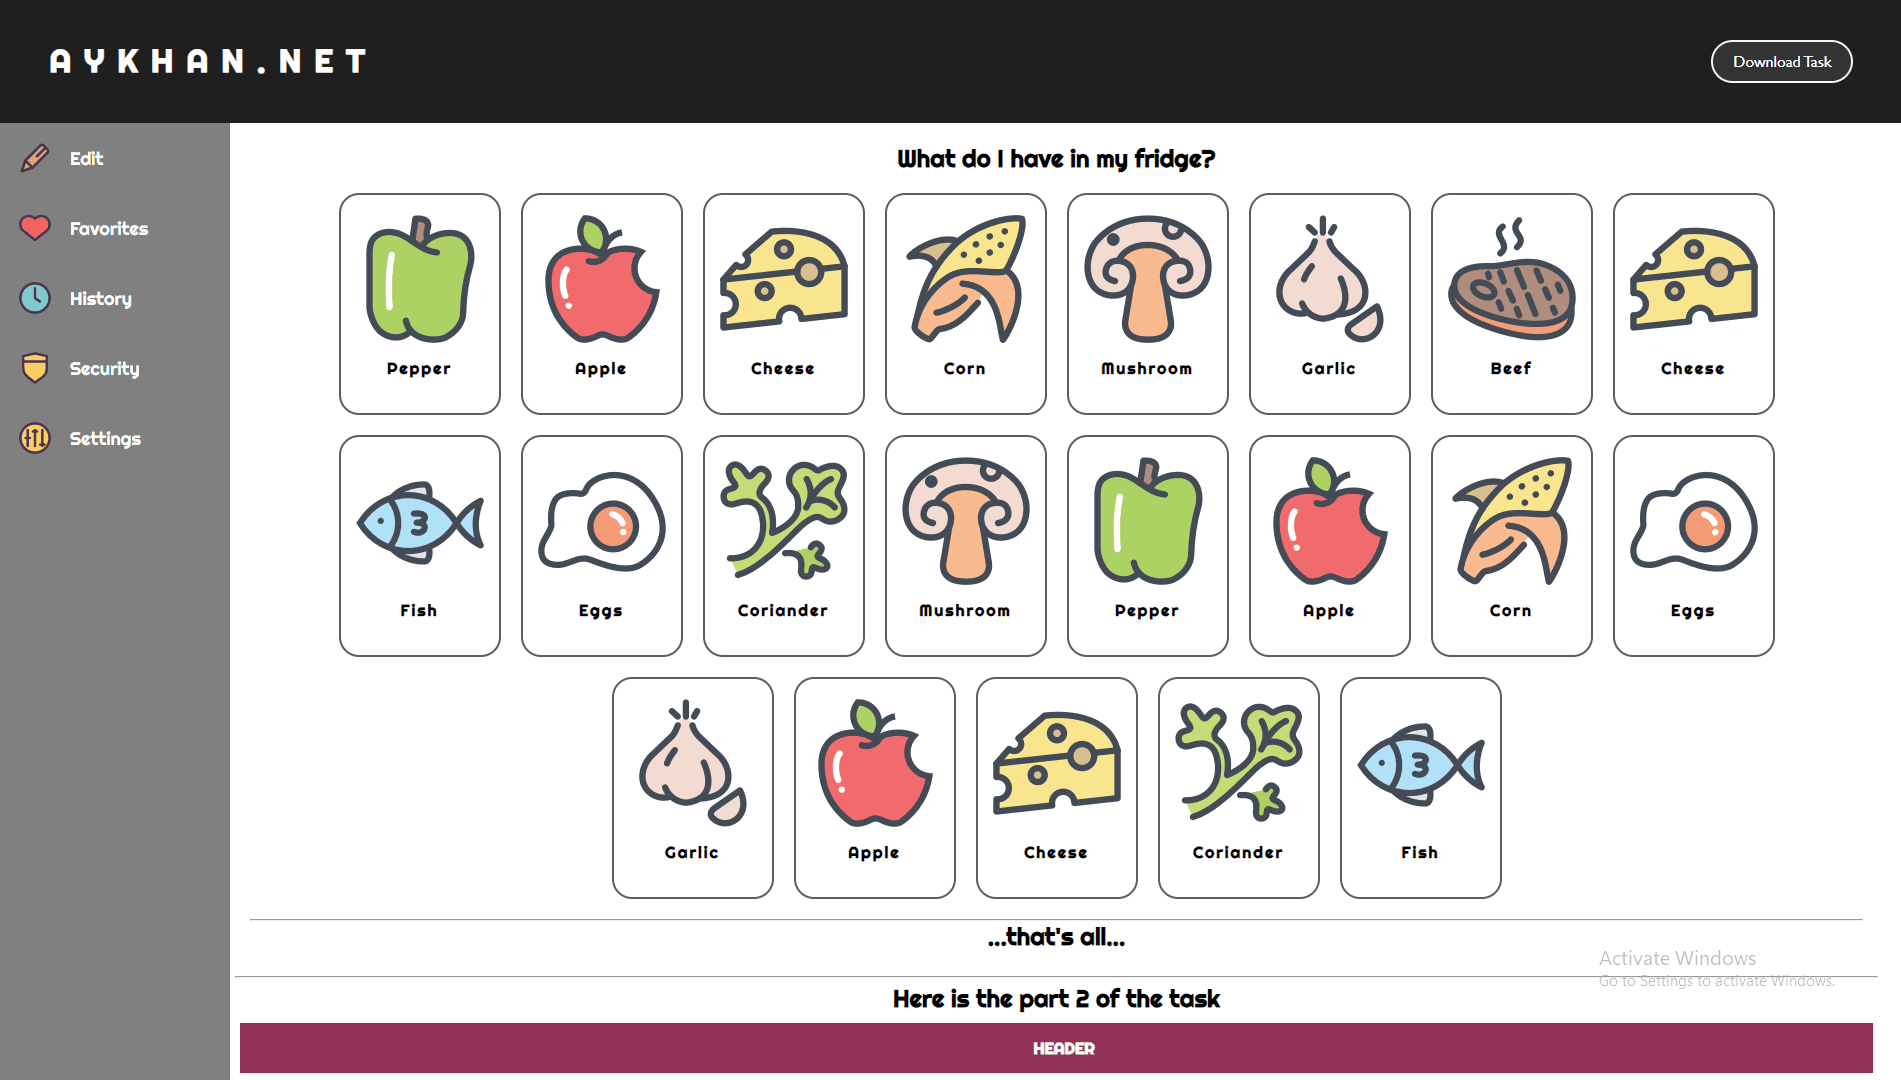 AYKHAN.NET
Download Task
Edit
Favorites
History
Security
Settings
What do I have in my fridge?
Pepper
Apple
Cheese
Corn
Mushroom
Garlic
Beef
Cheese
3
Fish
Eggs
Coriander
Mushroom
Pepper
Apple
Corn
Eggs
Garlic
Apple
Cheese
Coriander
3
Fish
...that's all...
Activate Windows
Go to Settings to activate Windows.
Here is the part 2 of the task
HEADER